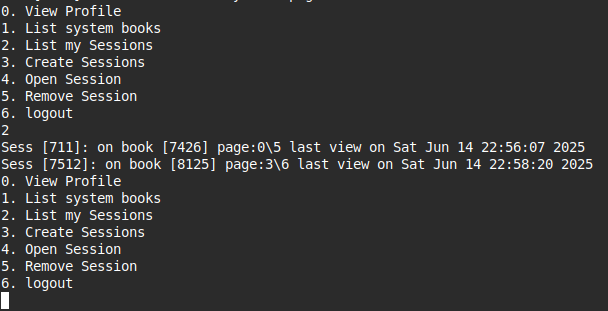 0. View Profile
1. List system books
2. List my Sessions
3. Create Sessions
4. Open Session
5. Remove Session
6. logout
2
Sess [711]: on book [7426] page:0\5 last view on Sat Jun 14 22:56:07 2025
Sess [7512]: on book [8125] page:3\6 last view on Sat Jun 14 22:58:20 2025
0. View Profile
1. List system books
2. List my Sessions
3. Create Sessions
4. Open Session
5. Remove Session
6. logout